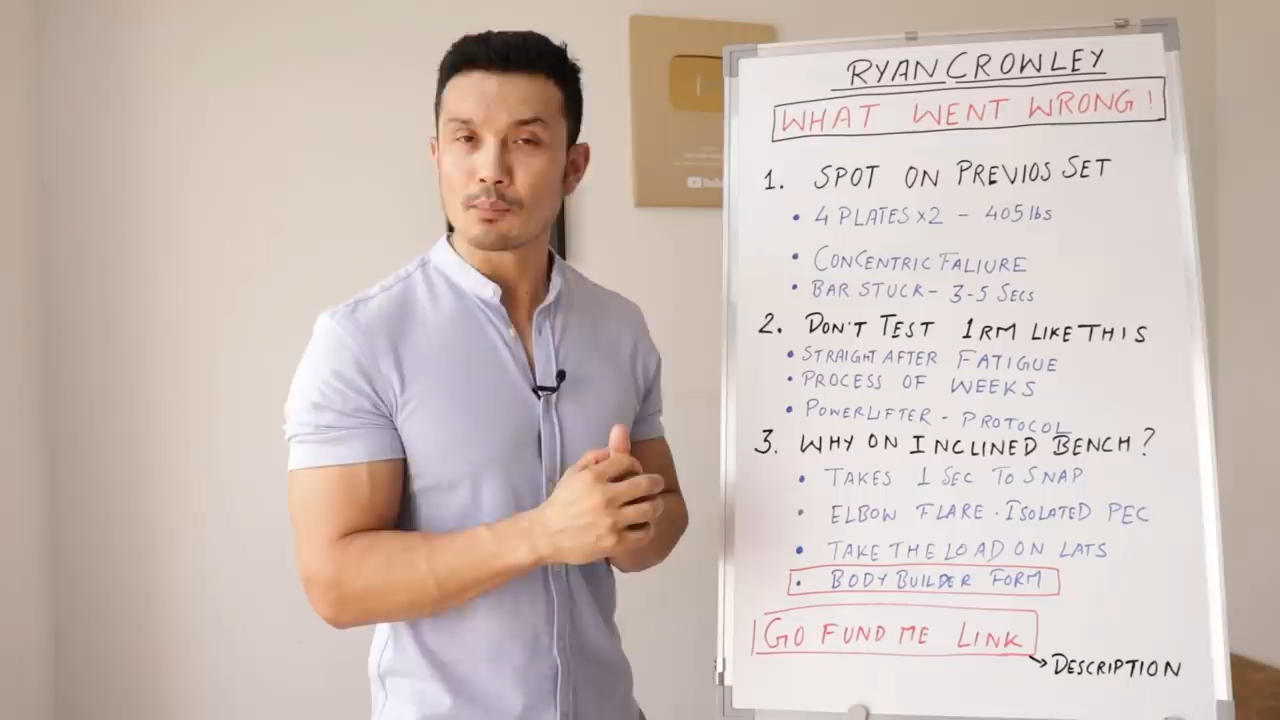 RYAN CROWLEY
WHAT WENT WRONG!
1. SPOT ON PREVIOS SET
• 4 PLATES x2 - 405 lbs
• CONCENTRIC FALIURE
• BAR STUCK - 3-5 SECS
2. DON'T TEST 1RM LIKE THIS
• STRAIGHT AFTER FATIGUE
• PROCESS OF WEEKS
• POWERLIFTER - PROTOCOL
3. WHY ON INCLINED BENCH?
• TAKES 1 SEC TO SNAP
• ELBOW FLARE. ISOLATED PEC
• TAKE THE LOAD ON LATS
• BODY BUILDER FORM
GO FUND ME LINK
DESCRIPTION